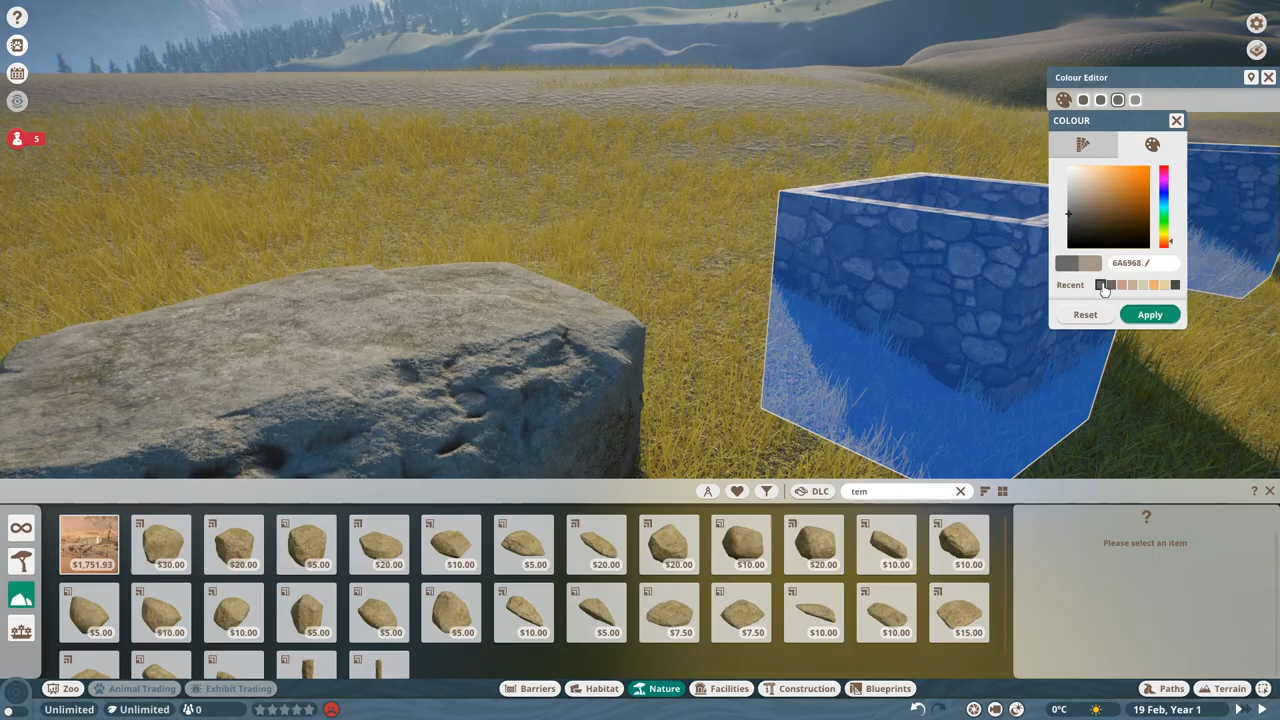 ?
5
Colour Editor
COLOUR
6A6968
Recent
Reset
Apply
DLC
tem
?
$1,751.93
$30.00
$20.00
$5.00
$20.00
$10.00
$5.00
$20.00
$20.00
$10.00
$20.00
$10.00
$10.00
?
Please select an item
$5.00
$10.00
$10.00
$5.00
$5.00
$5.00
$10.00
$5.00
$7.50
$7.50
$10.00
$10.00
$15.00
Zoo
Animal Trading
Exhibit Trading
Barriers
Habitat
Nature
Facilities
Construction
Blueprints
Paths
Terrain
Unlimited
Unlimited
0
0°C
19 Feb, Year 1